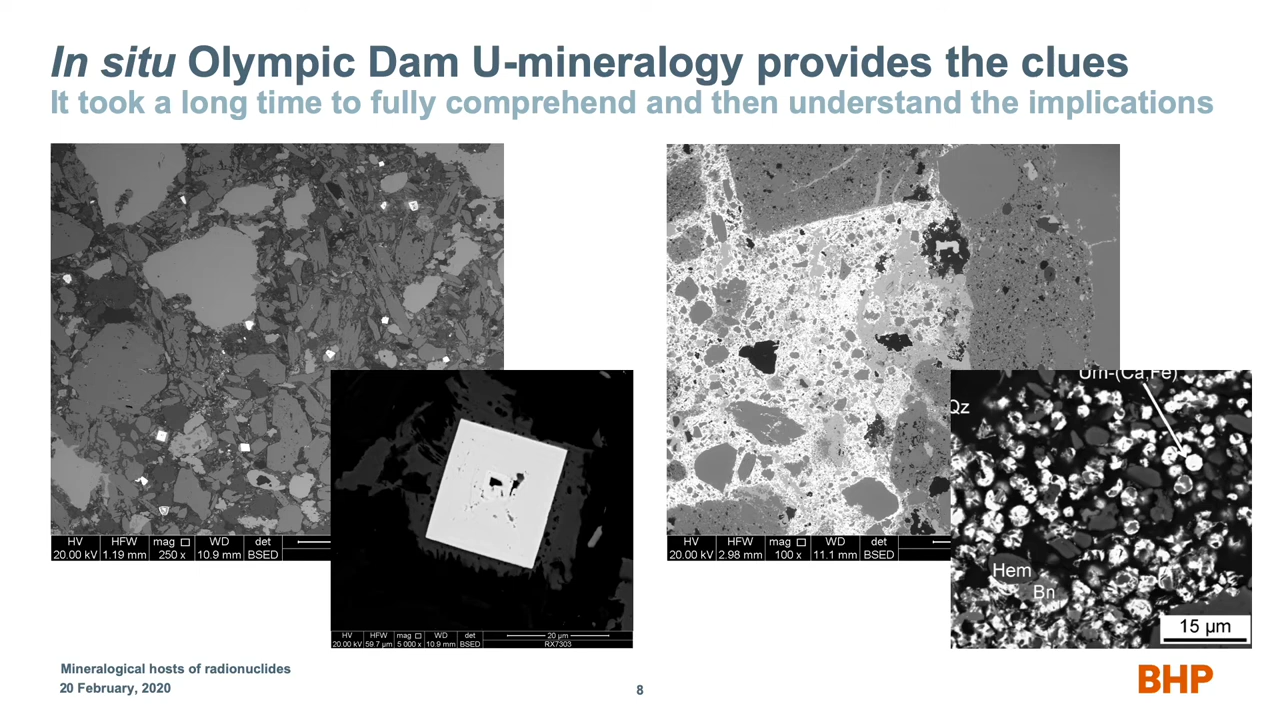 In situ Olympic Dam U-mineralogy provides the clues
It took a long time to fully comprehend and then understand the implications
HV HFW mag WD det
20.00 kV 1.19 mm 250 x 10.9 mm BSED
HV HFW mag WD det
20.00 kV 59.7 µm 5 000 x 10.9 mm BSED
20 µm
RX7303
HV HFW mag WD det
20.00 kV 2.98 mm 100 x 11.1 mm BSED
Urn-(Ca,Fe)
Qz
Hem
Bn
15 µm
Mineralogical hosts of radionuclides
20 February, 2020
8
BHP